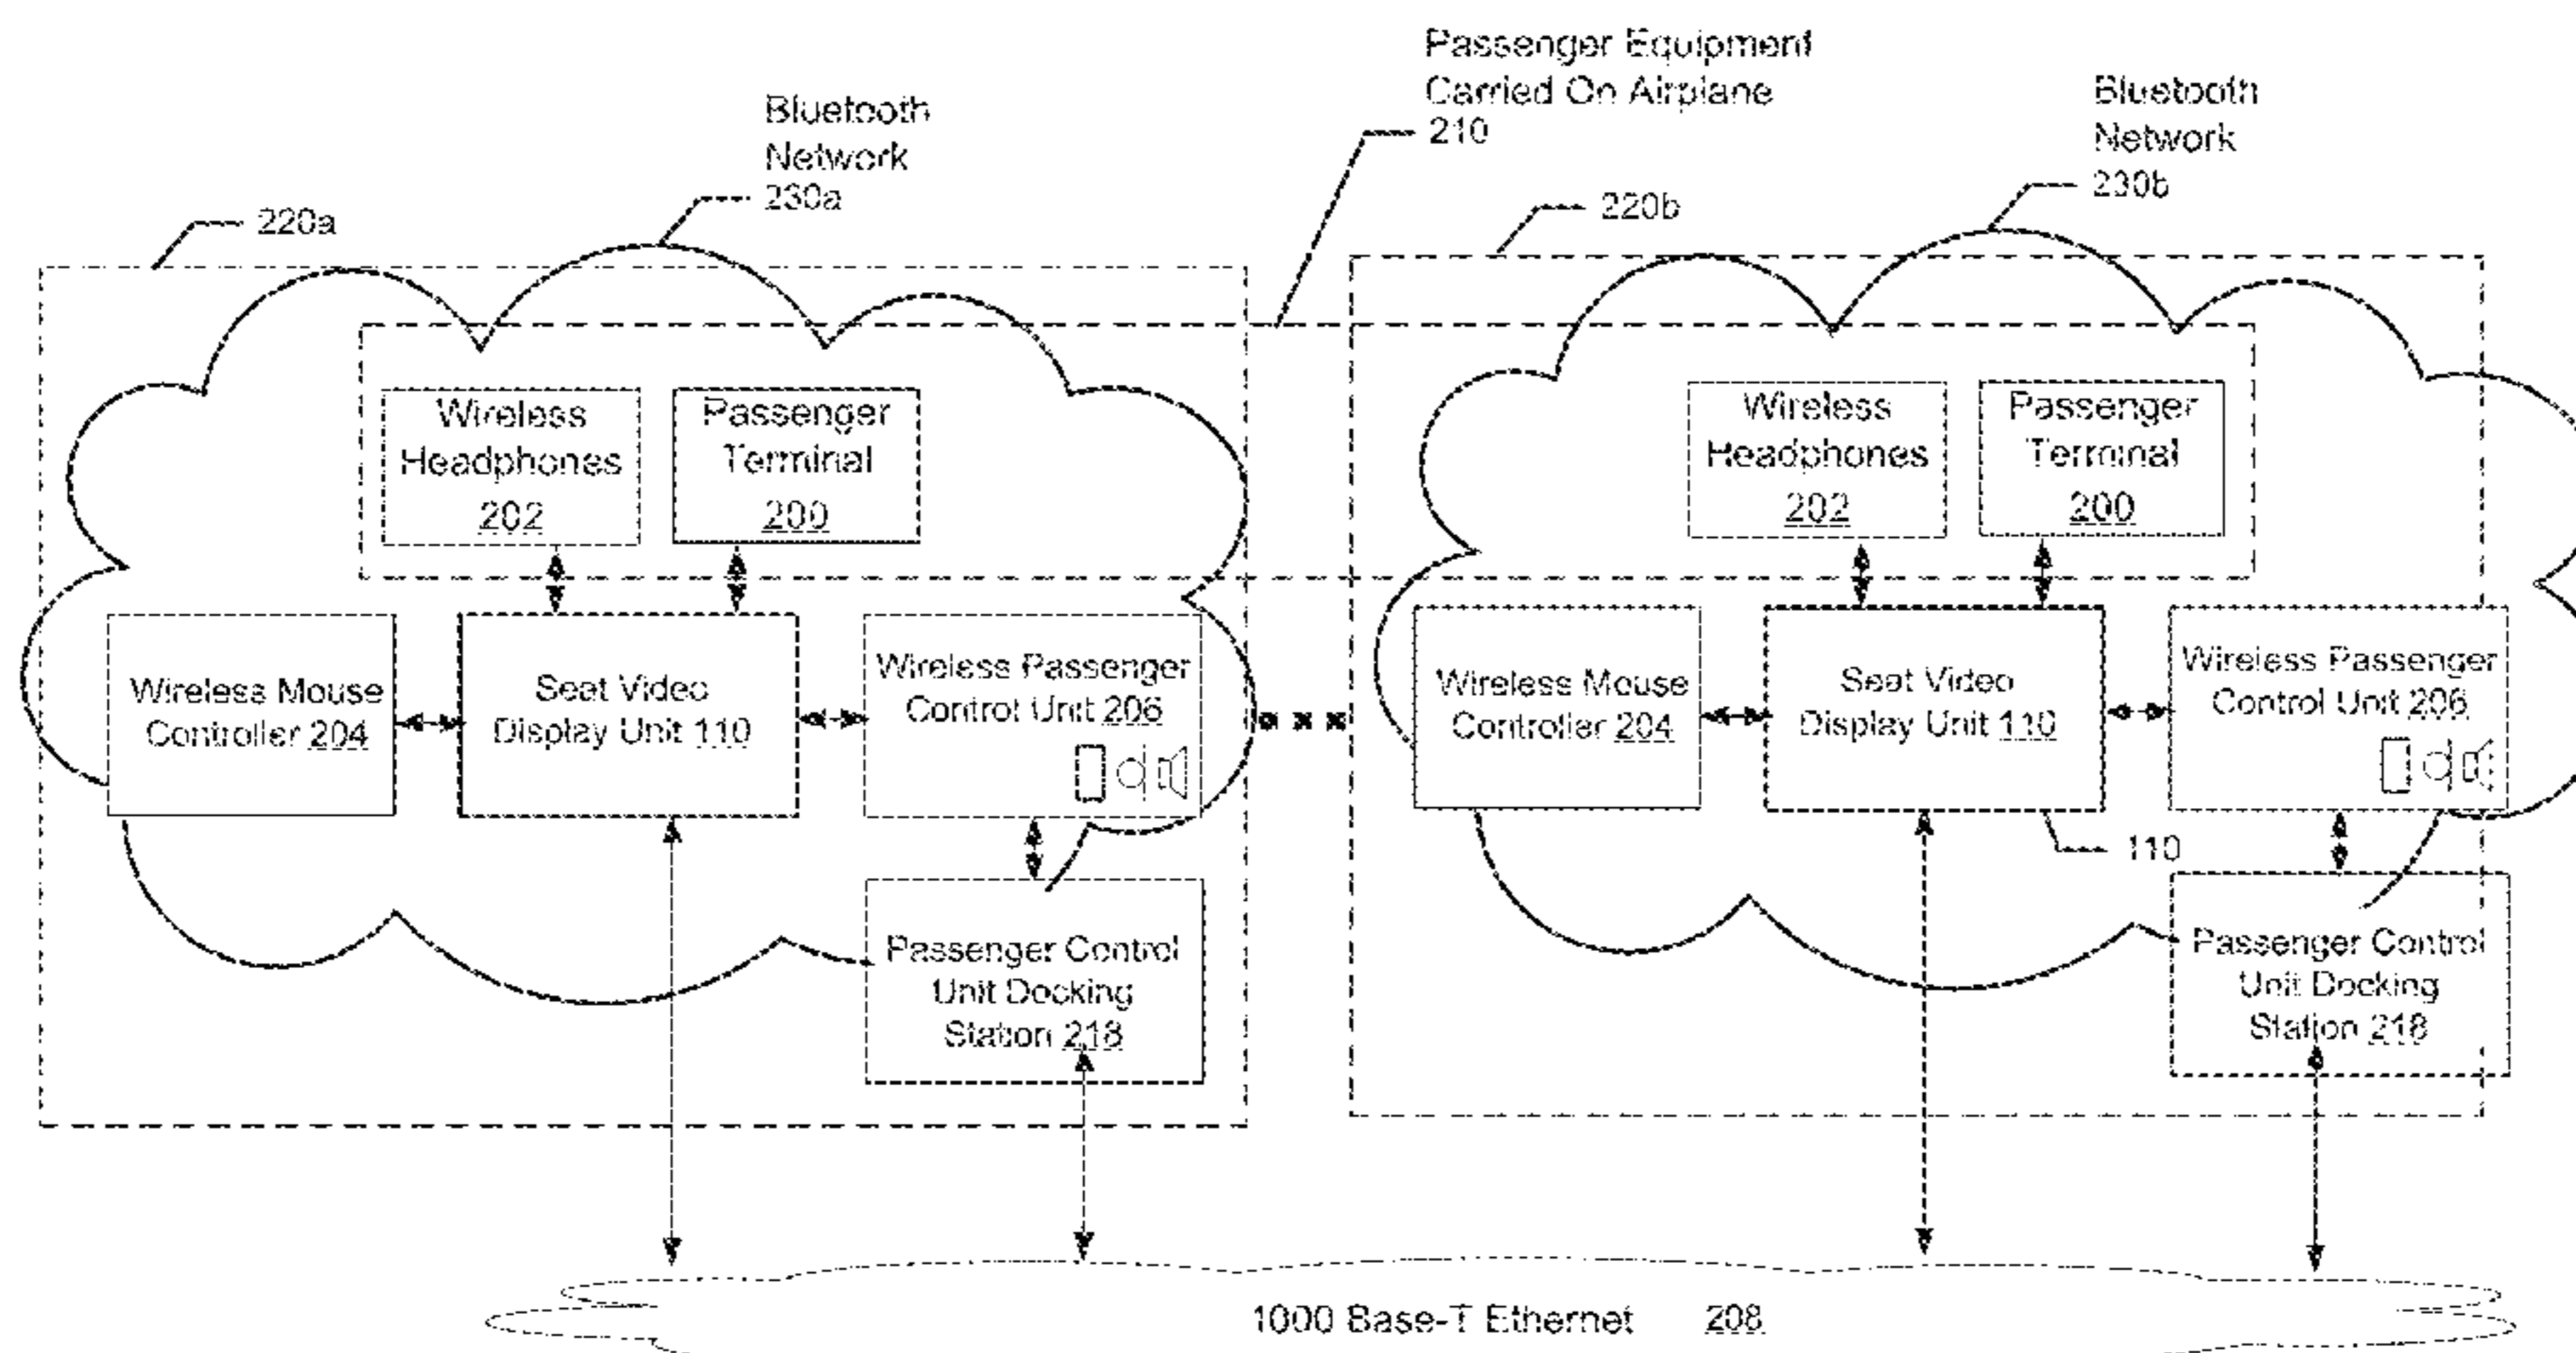 Passenger Equipment
Carried On Airplane
210
Bluetooth
Network
230a
Bluetooth
Network
230b
220a
220b
Wireless
Headphones
202
Passenger
Terminal
200
Wireless
Headphones
202
Passenger
Terminal
200
Wireless Mouse
Controller 204
Seat Video
Display Unit 110
Wireless Passenger
Control Unit 206
Wireless Mouse
Controller 204
Seat Video
Display Unit 110
Wireless Passenger
Control Unit 206
110
Passenger Control
Unit Docking
Station 218
Passenger Control
Unit Docking
Station 218
1000 Base-T Ethernet 208